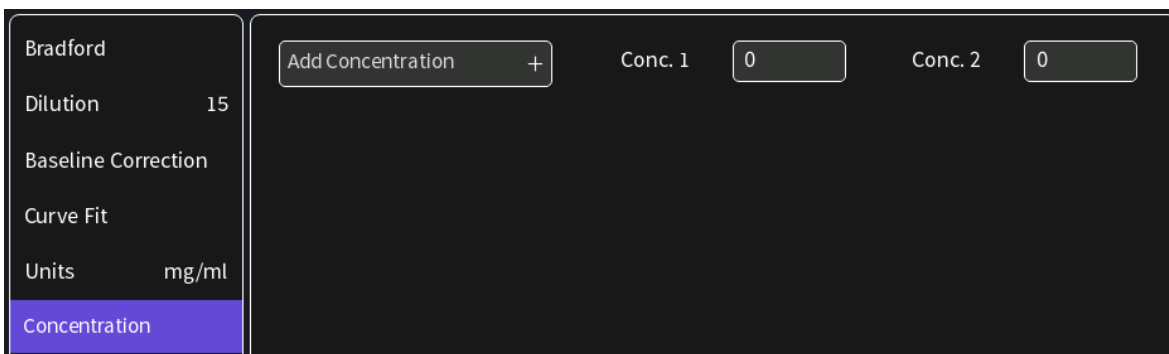 Bradford
Dilution 15
Baseline Correction
Curve Fit
Units mg/ml
Concentration
Add Concentration +
Conc. 1 0
Conc. 2 0